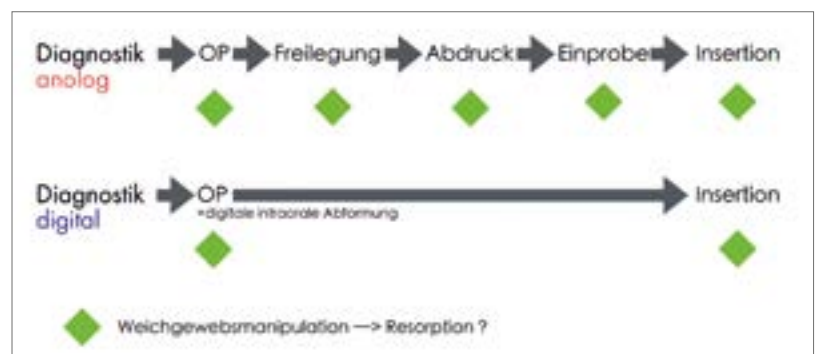 Diagnostik OP Freilegung Abdruck Einprobe Insertion
anolog
Diagnostik OP Insertion
digital +digitale intraorale Abformung
Weichgewebsmanipulation —> Resorption ?